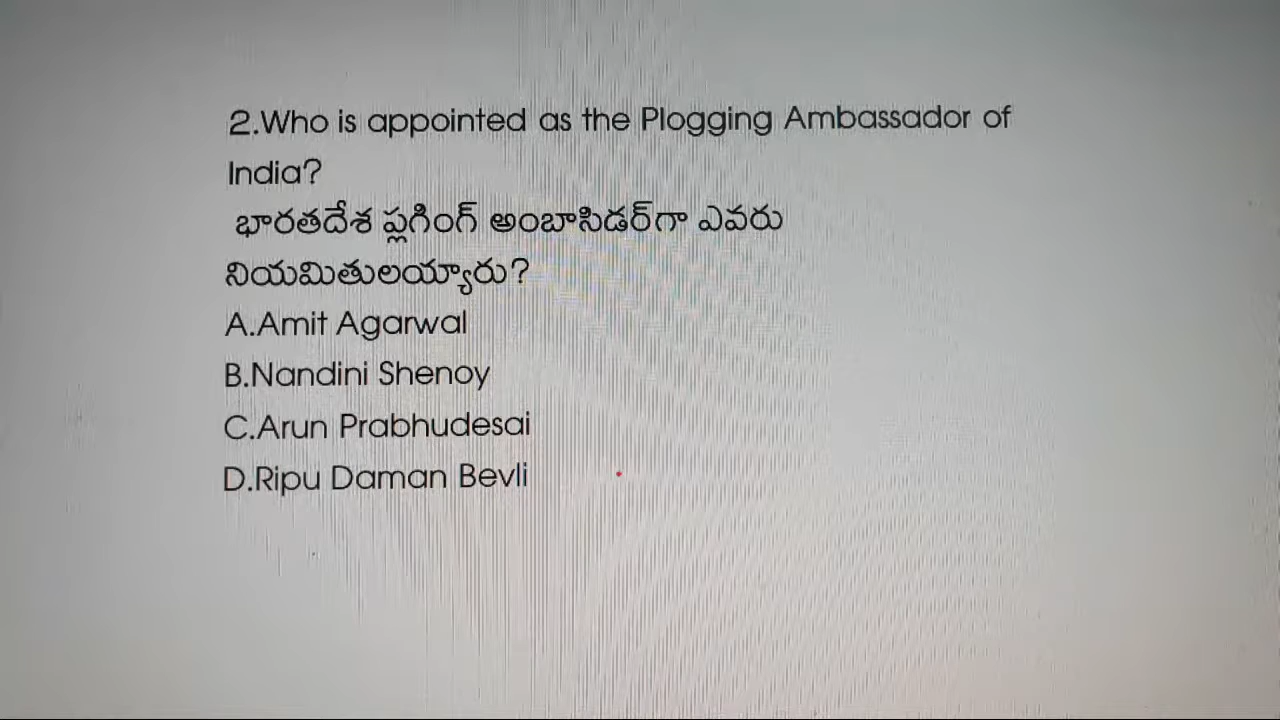 2.Who is appointed as the Plogging Ambassador of
India?
భారతదేశ ప్లగింగ్ అంబాసిడర్‌గా ఎవరు
నియమితులయ్యారు?
A.Amit Agarwal
B.Nandini Shenoy
C.Arun Prabhudesai
D.Ripu Daman Bevli